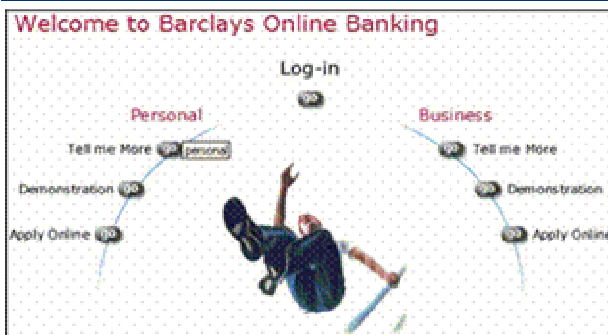 Welcome to Barclays Online Banking
Log-in
go
Personal
Business
Tell me More go personal
go Tell me More
Demonstration go
go Demonstration
Apply Online go
go Apply Online